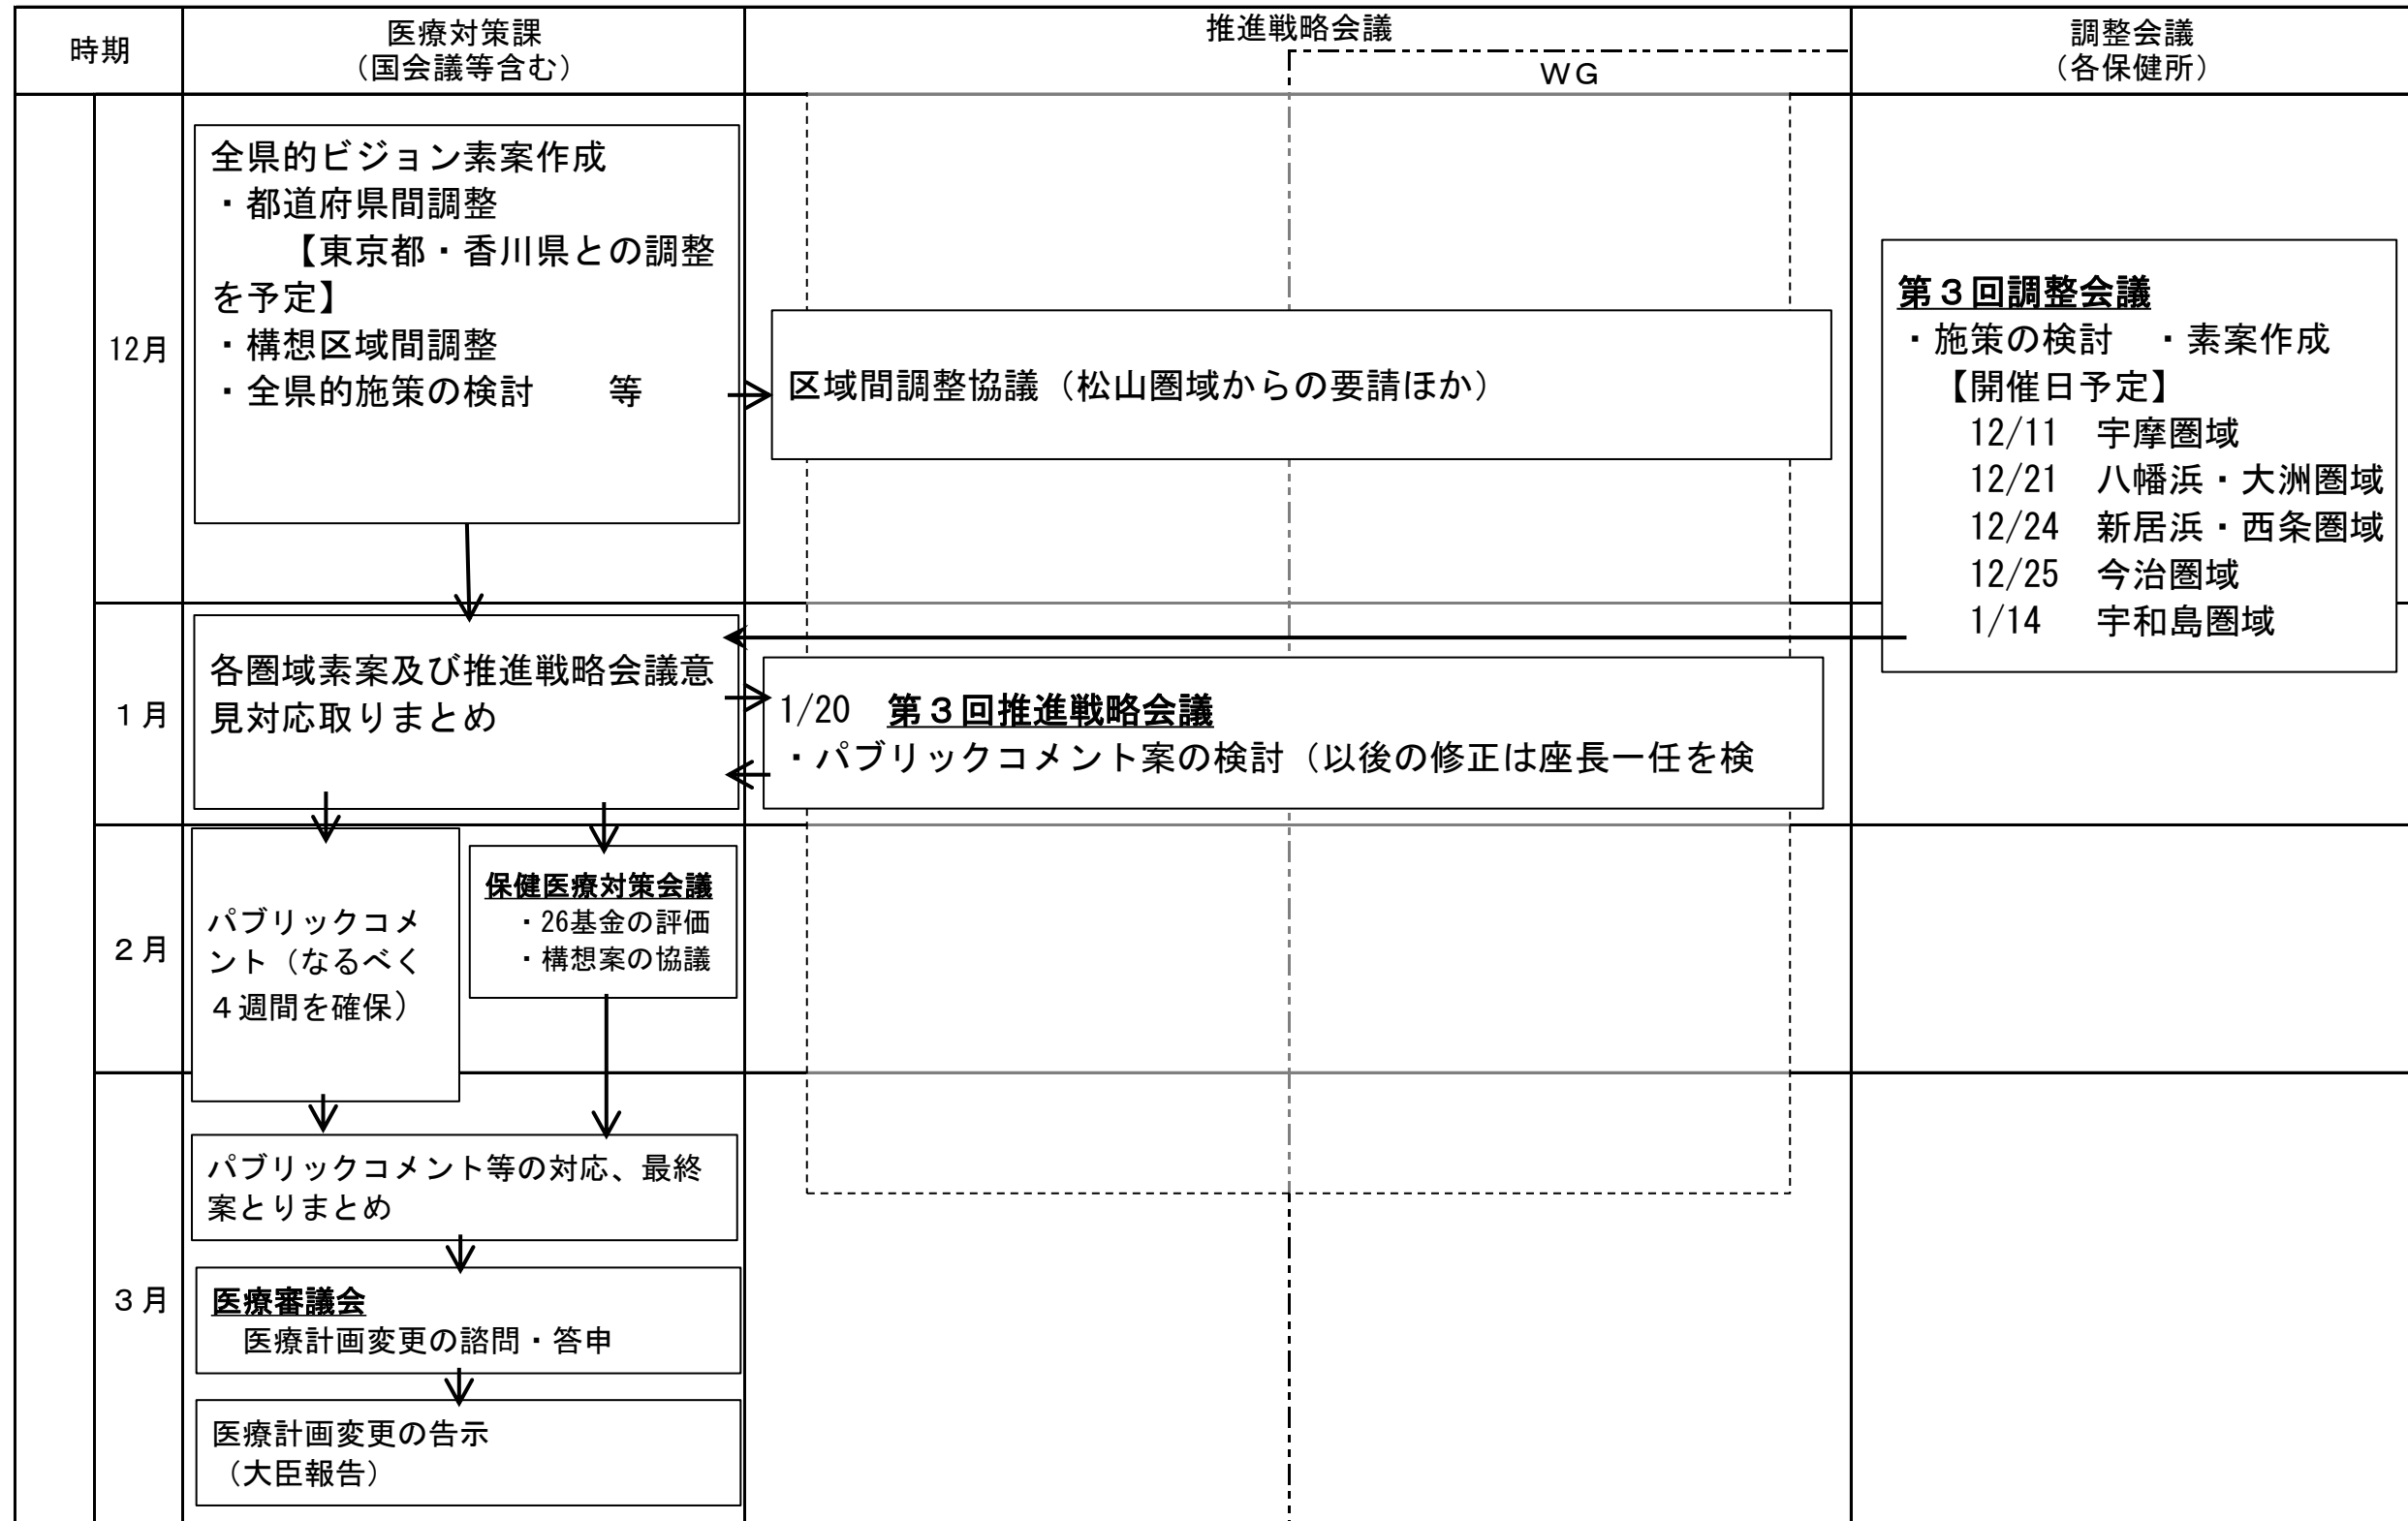 時期
医療対策課
（国会議等含む）
推進戦略会議
ＷＧ
調整会議
（各保健所）
12月
全県的ビジョン素案作成
・都道府県間調整
【東京都・香川県との調整
を予定】
・構想区域間調整
・全県的施策の検討　　等
区域間調整協議（松山圏域からの要請ほか）
第３回調整会議
・施策の検討　・素案作成
【開催日予定】
12/11　宇摩圏域
12/21　八幡浜・大洲圏域
12/24　新居浜・西条圏域
12/25　今治圏域
1/14　宇和島圏域
１月
各圏域素案及び推進戦略会議意
見対応取りまとめ
1/20　第３回推進戦略会議
・パブリックコメント案の検討（以後の修正は座長一任を検
２月
パブリックコメ
ント（なるべく
４週間を確保）
保健医療対策会議
・26基金の評価
・構想案の協議
３月
パブリックコメント等の対応、最終
案とりまとめ
医療審議会
医療計画変更の諮問・答申
医療計画変更の告示
（大臣報告）